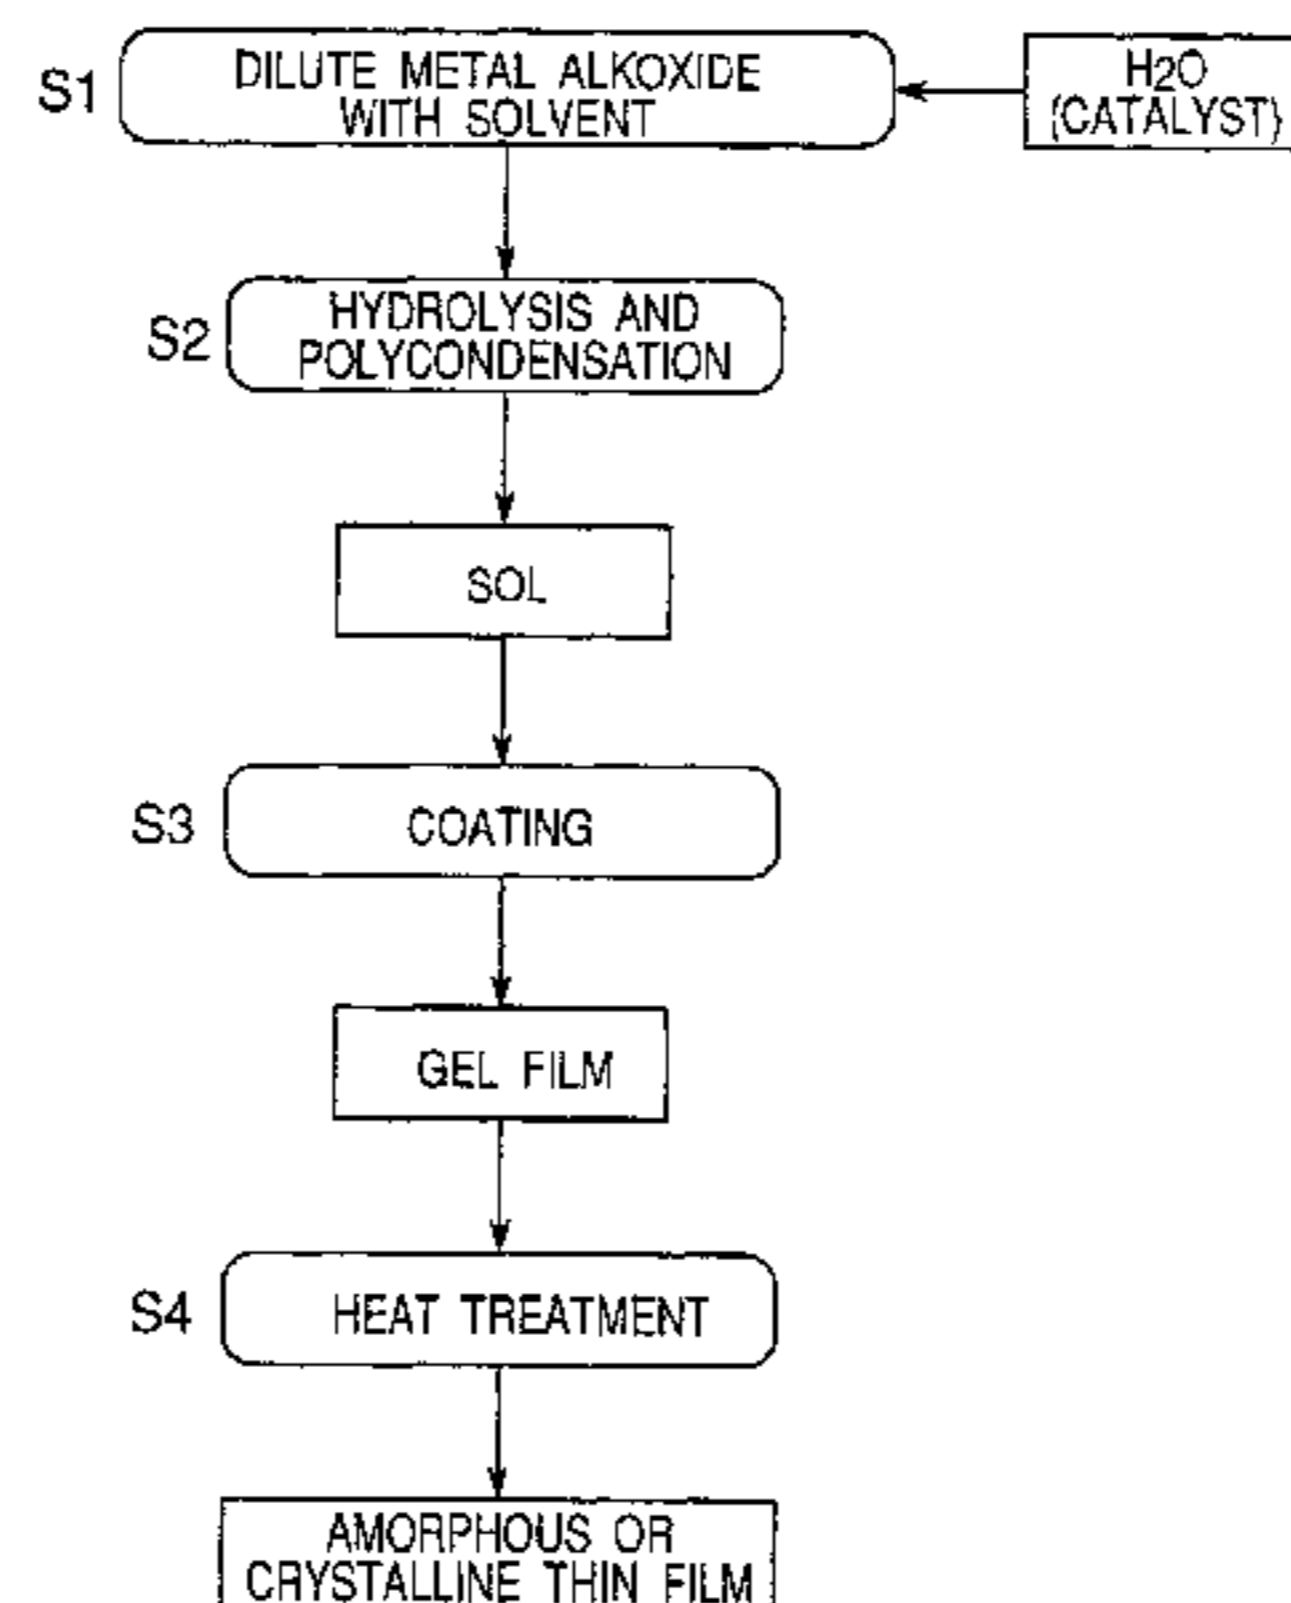 S1
DILUTE METAL ALKOXIDE
WITH SOLVENT
H2O
(CATALYST)
S2
HYDROLYSIS AND
POLYCONDENSATION
SOL
S3
COATING
GEL FILM
S4
HEAT TREATMENT
AMORPHOUS OR
CRYSTALLINE THIN FILM